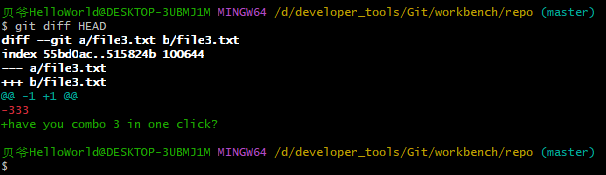 贝爷HelloWorld@DESKTOP-3UBMJ1M MINGW64 /d/developer_tools/Git/workbench/repo (master)
$ git diff HEAD
diff --git a/file3.txt b/file3.txt
index 55bd0ac..515824b 100644
--- a/file3.txt
+++ b/file3.txt
@@ -1 +1 @@
-333
+have you combo 3 in one click?
贝爷HelloWorld@DESKTOP-3UBMJ1M MINGW64 /d/developer_tools/Git/workbench/repo (master)
$